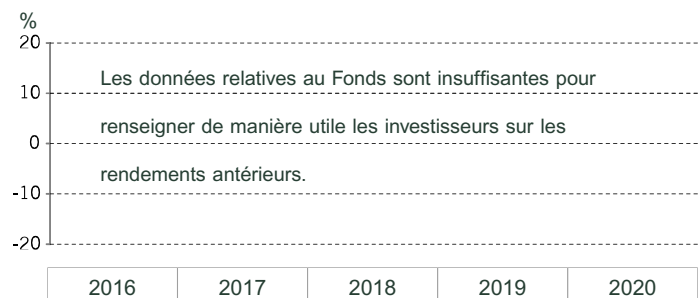 %
20
Les données relatives au Fonds sont insuffisantes pour
10
renseigner de manière utile les investisseurs sur les
0
rendements antérieurs.
-10
-20
2016 2017 2018 2019 2020